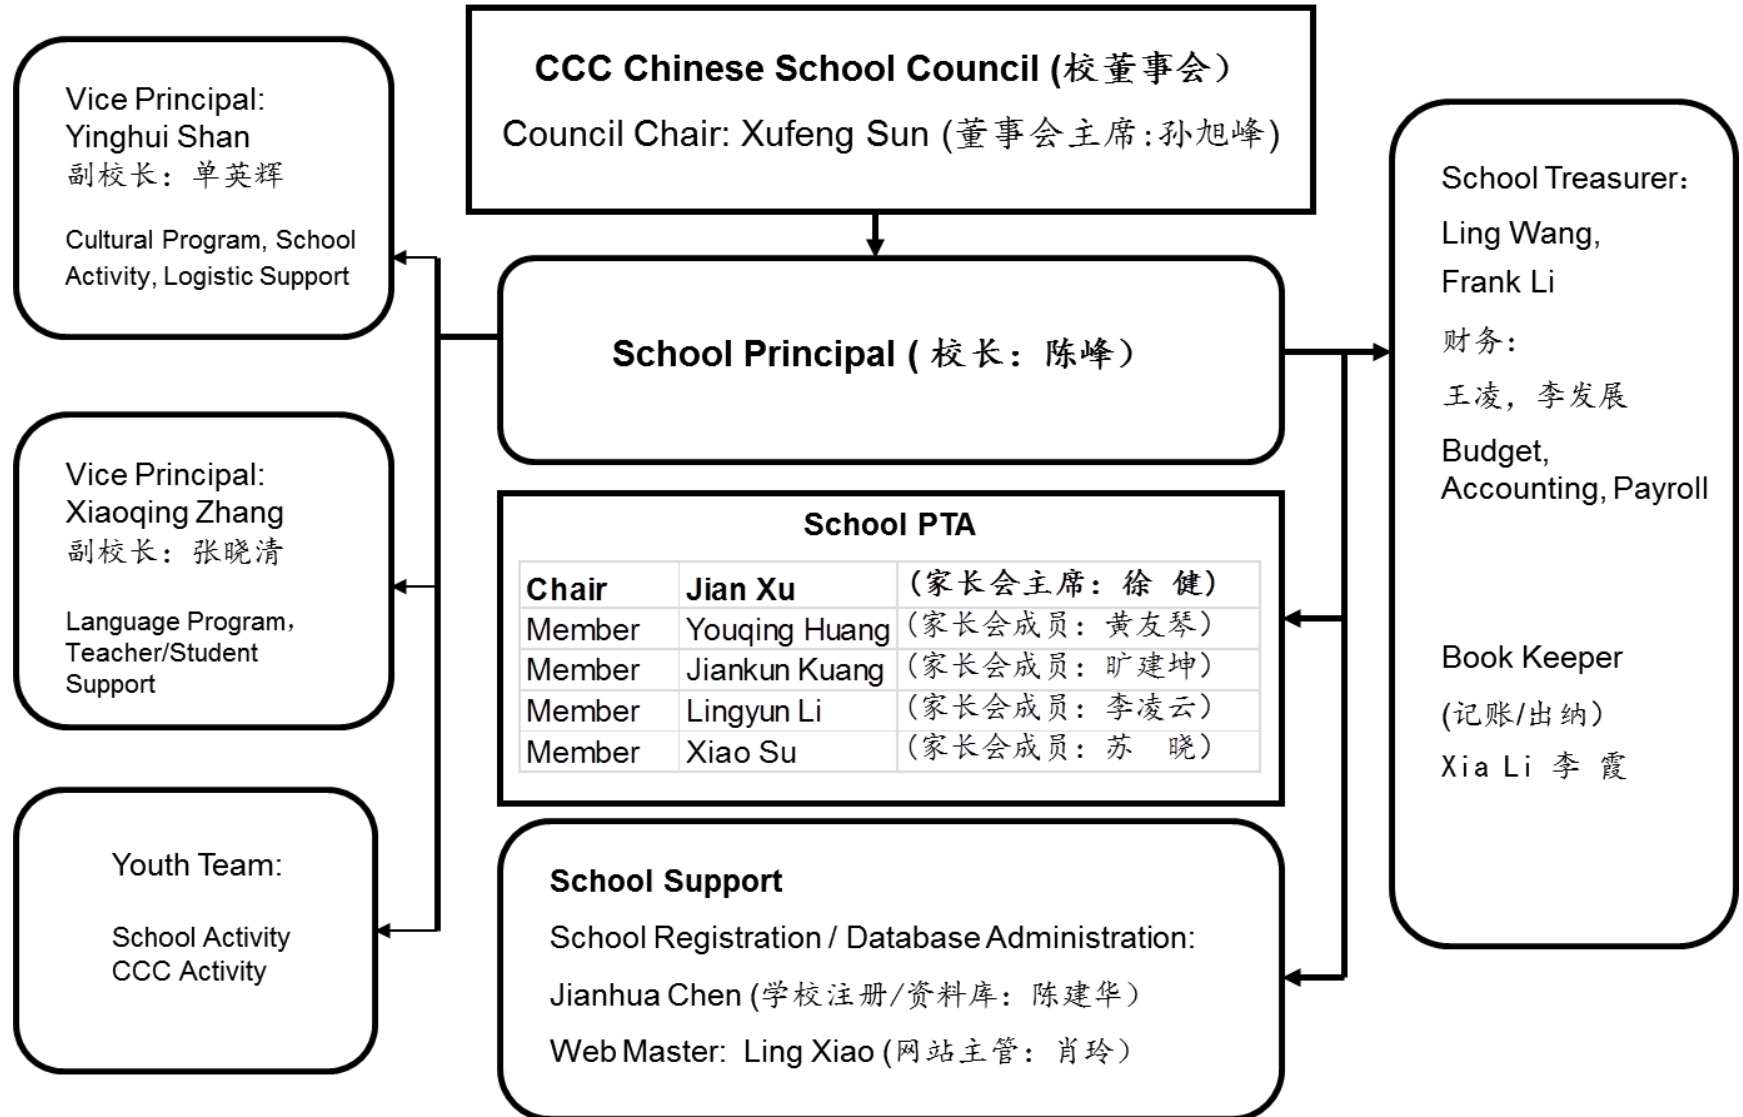 CCC Chinese School Council (校董事会)
Council Chair: Xufeng Sun (董事会主席:孙旭峰)
Vice Principal:
Yinghui Shan
副校长：单英辉
Cultural Program, School
Activity, Logistic Support
School Principal (校长：陈峰)
Vice Principal:
Xiaoqing Zhang
副校长：张晓清
Language Program，
Teacher/Student
Support
Youth Team:
School Activity
CCC Activity
School PTA
Chair Jian Xu (家长会主席：徐 健)
Member Youqing Huang (家长会成员：黄友琴)
Member Jiankun Kuang (家长会成员：旷建坤)
Member Lingyun Li (家长会成员：李凌云)
Member Xiao Su (家长会成员：苏 晓)
School Support
School Registration / Database Administration:
Jianhua Chen (学校注册/资料库：陈建华)
Web Master: Ling Xiao (网站主管：肖玲)
School Treasurer：
Ling Wang,
Frank Li
财务：
王凌，李发展
Budget,
Accounting, Payroll
Book Keeper
(记账/出纳)
Xia Li 李 霞